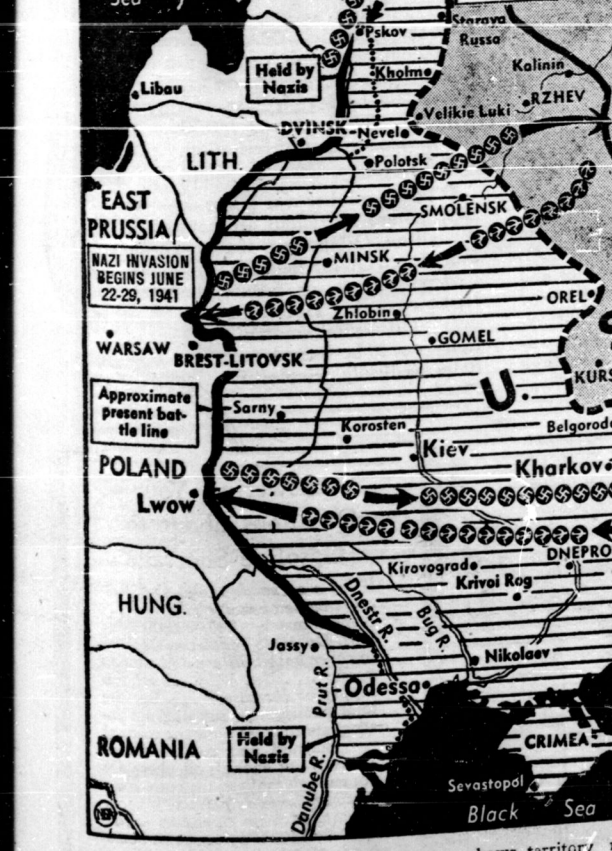 Sea
Pskov
Staraya
Russa
Held by
Nazis
Kholm
Kalinin
Libau
Velikie Luki
RZHEV
DVINSK
Nevel
LITH.
Polotsk
EAST
PRUSSIA
SMOLENSK
NAZI INVASION
BEGINS JUNE
22-29, 1941
MINSK
OREL
Zhlobin
GOMEL
WARSAW
BREST-LITOVSK
KURS
U
Approximate
present bat-
tle line
Sarny
Korosten
Belgorod
Kiev
POLAND
Kharkov
Lwow
DNEPRO
Kirovograd
Krivoi Rog
HUNG.
Dnestr R.
Bug R.
Jassy
Nikolaev
Prut R.
Odessa
Held by
Nazis
ROMANIA
CRIMEA
Danube R.
Sevastopol
Black Sea
territory